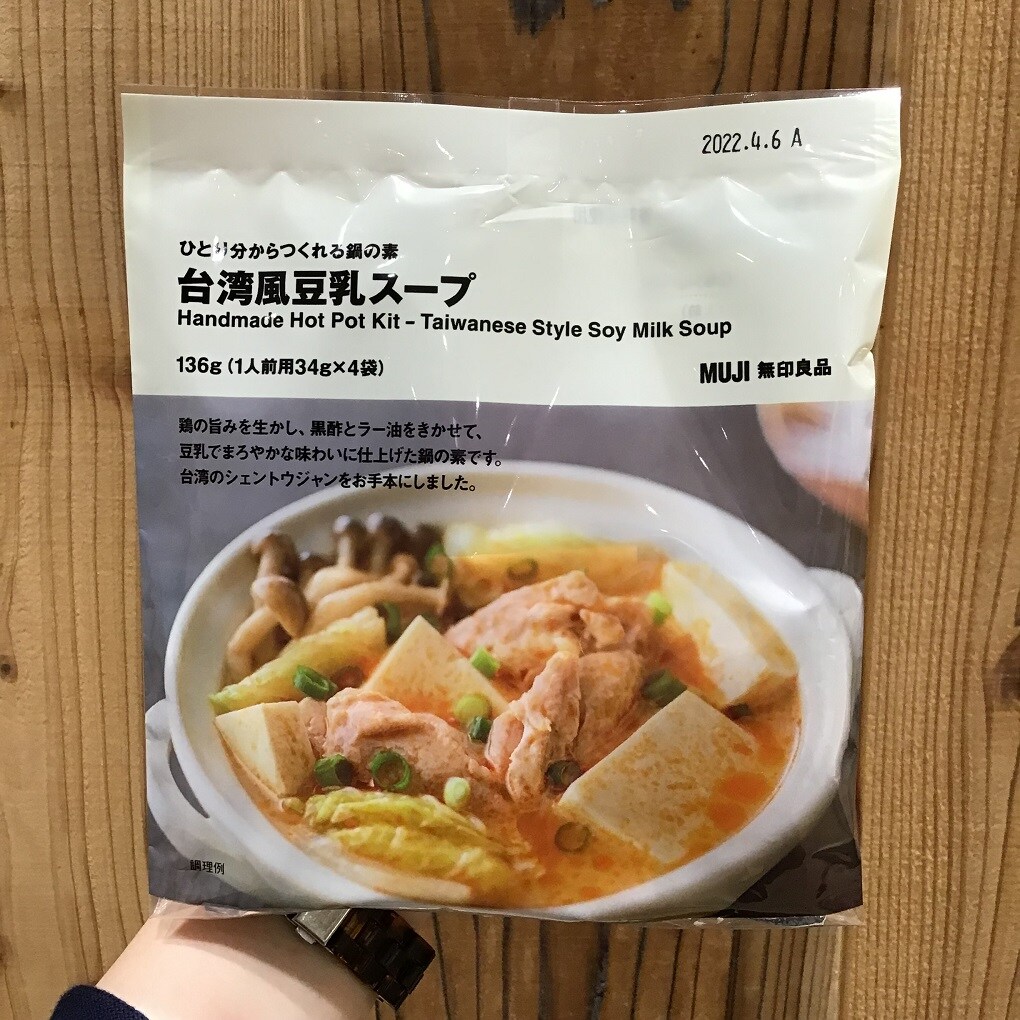 2022.4.6 A
ひとり分からつくれる鍋の素
台湾風豆乳スープ
Handmade Hot Pot Kit – Taiwanese Style Soy Milk Soup
136g（1人前用34g×4袋）
MUJI 無印良品
鶏の旨みを生かし、黒酢とラー油をきかせて、
豆乳でまろやかな味わいに仕上げた鍋の素です。
台湾のシェントウジャンをお手本にしました。
調理例